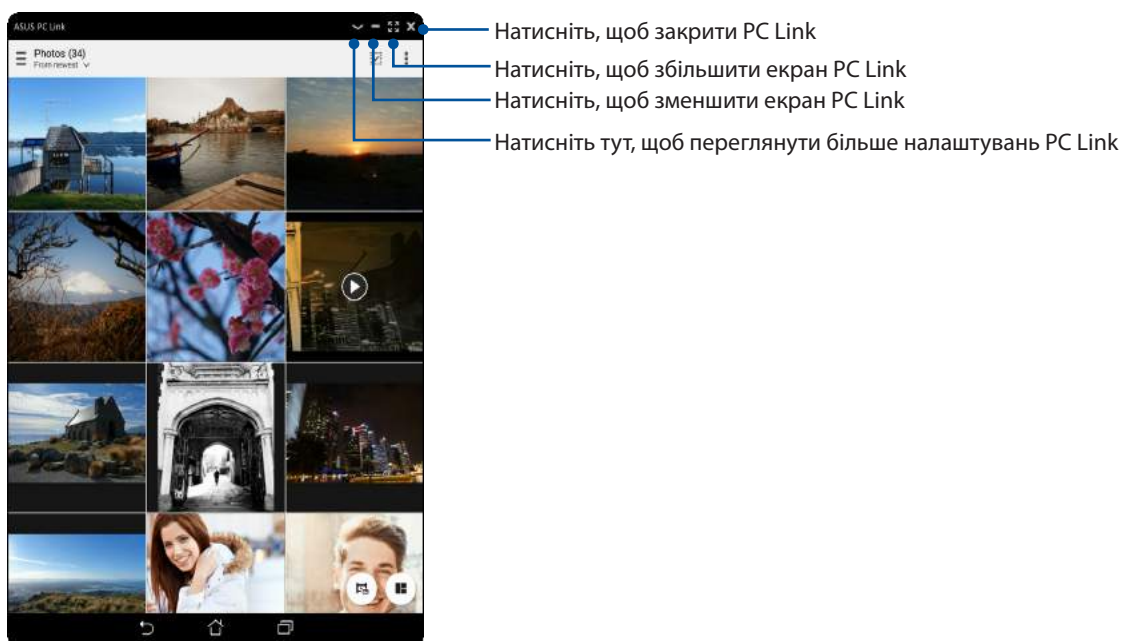 ASUS PC Link
Натисніть, щоб закрити PC Link
Photos (34)
From newest
Натисніть, щоб збільшити екран PC Link
Натисніть, щоб зменшити екран PC Link
Натисніть тут, щоб переглянути більше налаштувань PC Link